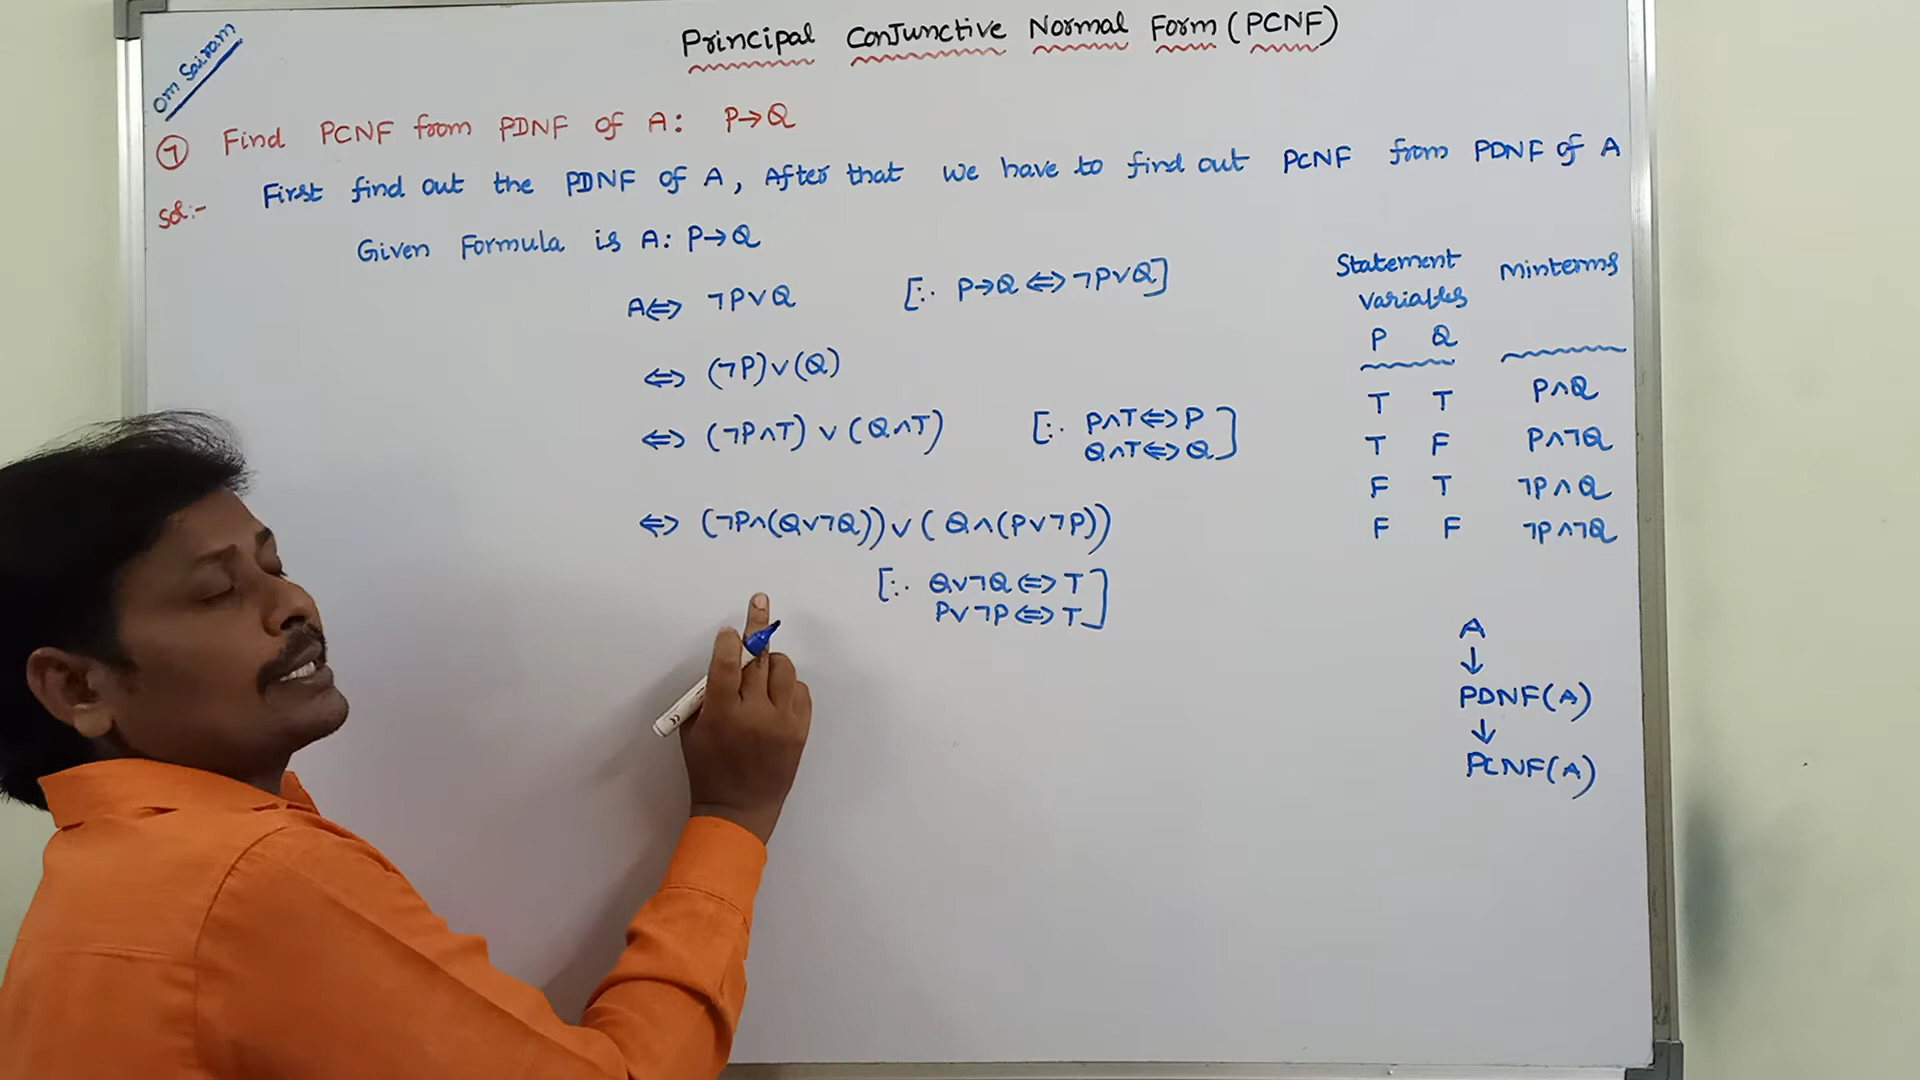 Om Sairam
Principal Conjunctive Normal Form (PCNF)
7 Find PCNF from PDNF of A: P→Q
Sol:- First find out the PDNF of A, After that we have to find out PCNF from PDNF of A
Given Formula is A: P→Q
A⇔ ¬P∨Q [∵ P→Q ⇔ ¬P∨Q]
⇔ (¬P)∨(Q)
⇔ (¬P∧T) ∨ (Q∧T) [∵ P∧T⇔P
Q∧T⇔Q]
⇔ (¬P∧(Q∨¬Q))∨( Q∧(P∨¬P))
[∵ Q∨¬Q⇔T
P∨¬P⇔T]
Statement Minterms
Variables
P Q
T T P∧Q
T F P∧¬Q
F T ¬P∧Q
F F ¬P∧¬Q
A
↓
PDNF(A)
↓
PCNF(A)